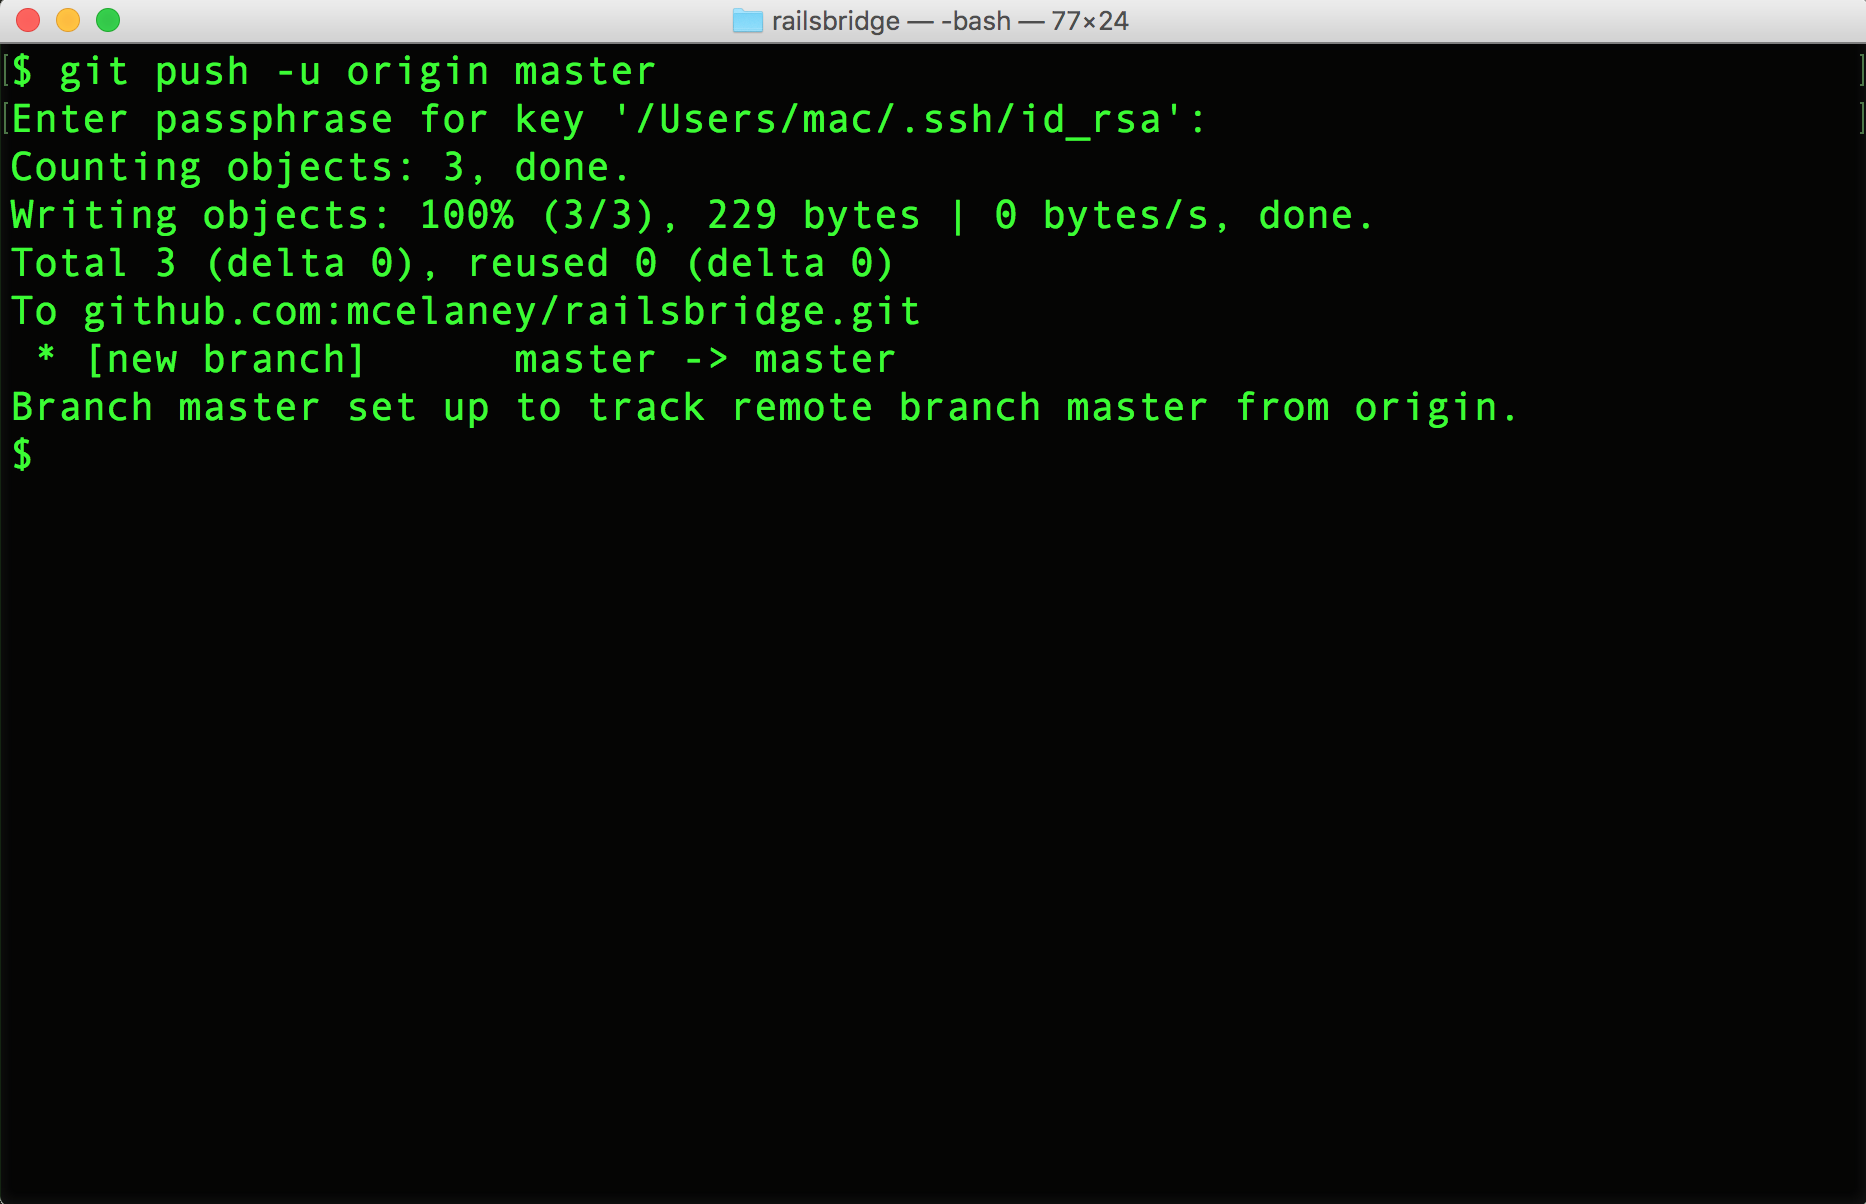 railsbridge — -bash — 77×24
$ git push -u origin master
Enter passphrase for key '/Users/mac/.ssh/id_rsa':
Counting objects: 3, done.
Writing objects: 100% (3/3), 229 bytes | 0 bytes/s, done.
Total 3 (delta 0), reused 0 (delta 0)
To github.com:mcelaney/railsbridge.git
 * [new branch]      master -> master
Branch master set up to track remote branch master from origin.
$